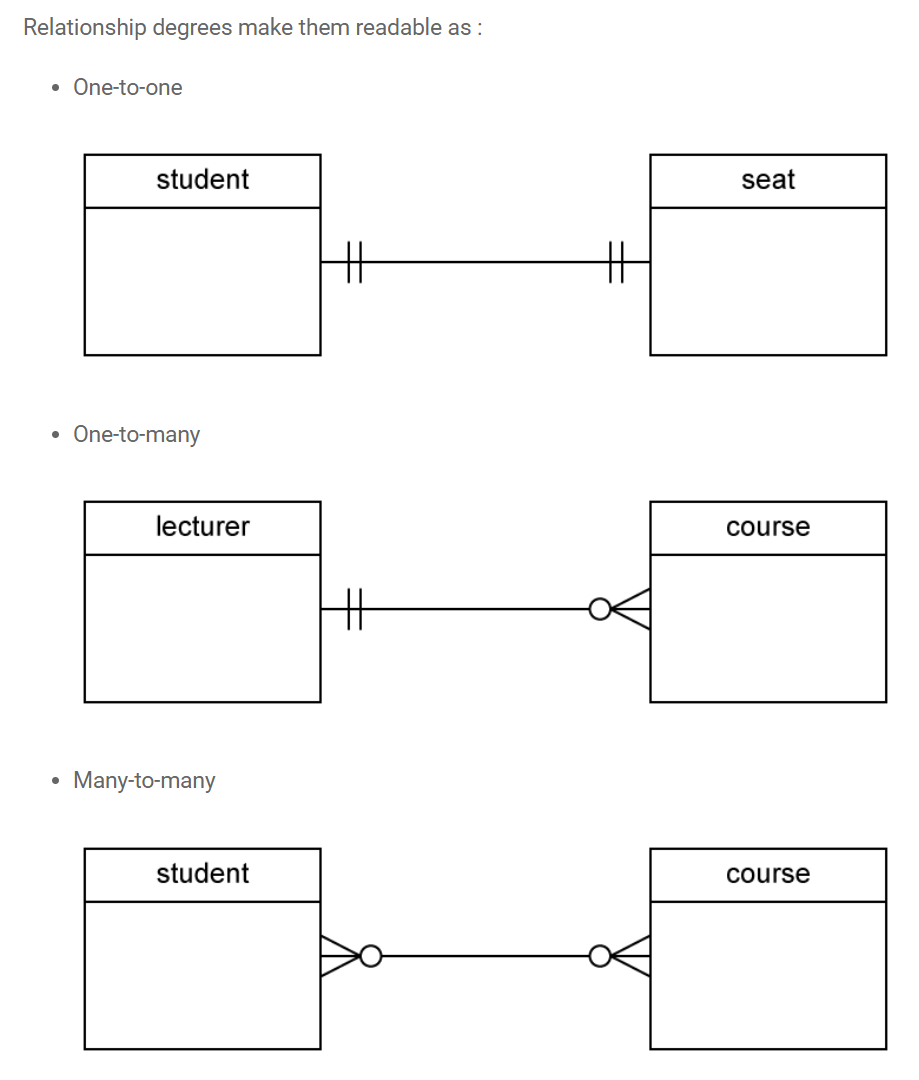 Relationship degrees make them readable as :
• One-to-one
student
seat
• One-to-many
lecturer
course
• Many-to-many
student
course